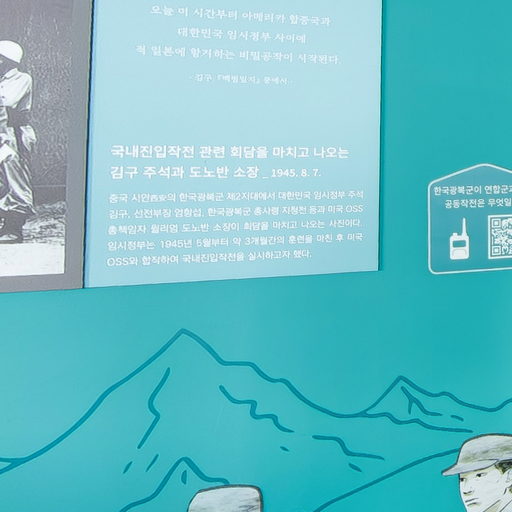 오늘 이 시간부터 아메리카 합중국과
대한민국 임시정부 사이에
적 일본에 항거하는 비밀공작이 시작된다
- 김구, 『백범일지』 중에서 -
국내진입작전 관련 회담을 마치고 나오는
김구 주석과 도노반 소장 _ 1945. 8. 7.
중국 시안西安의 한국광복군 제2지대에서 대한민국 임시정부 주석
김구, 선전부장 엄항섭, 한국광복군 총사령 지청천 등과 미국 OSS
총책임자 윌리엄 도노반 소장이 회담을 마치고 나오는 사진이다.
임시정부는 1945년 5월부터 약 3개월간의 훈련을 마친 후 미국
OSS와 합작하여 국내진입작전을 실시하고자 했다.
한국광복군이 연합군과
공동작전은 무엇일